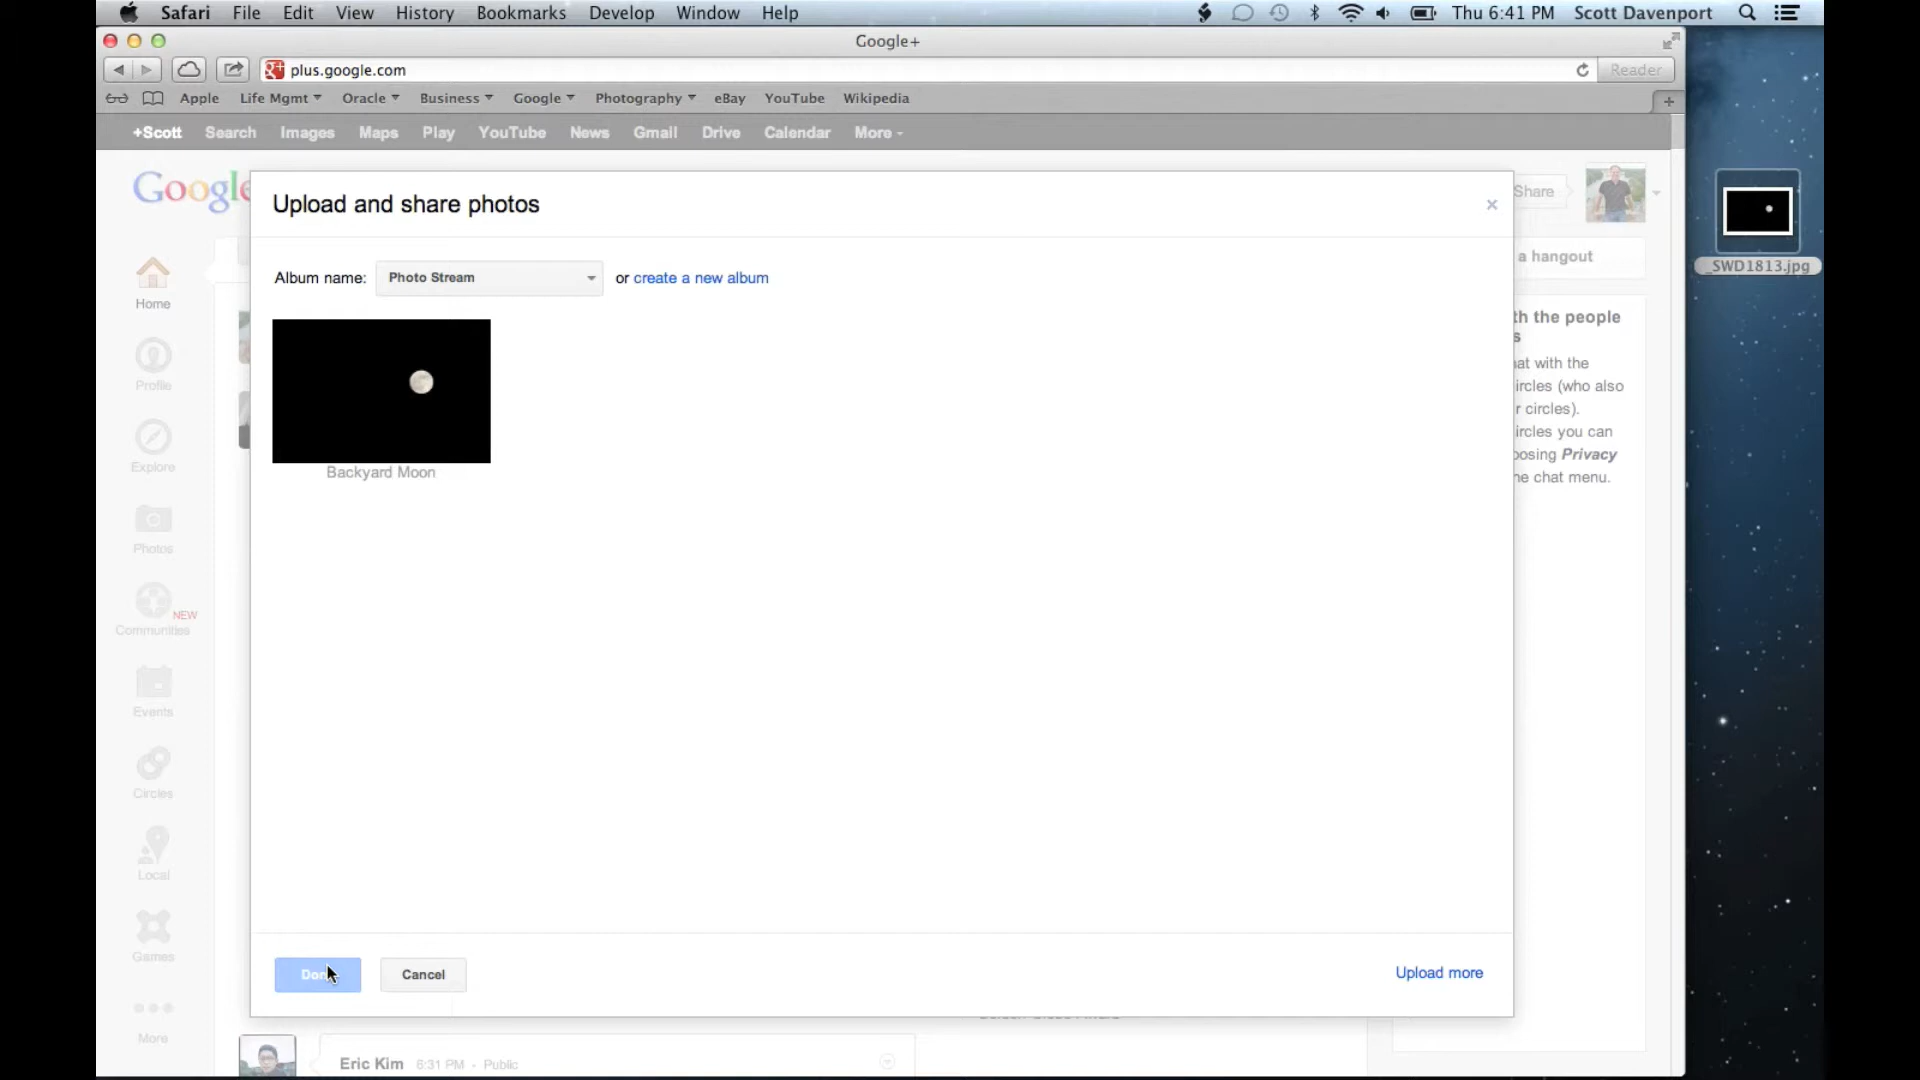 Safari File Edit View History Bookmarks Develop Window Help Thu 6:41 PM Scott Davenport
Google+
plus.google.com Reader
Apple Life Mgmt Oracle Business Google Photography eBay YouTube Wikipedia
+Scott Search Images Maps Play YouTube News Gmail Drive Calendar More
Google
Upload and share photos
Share
Album name: Photo Stream or create a new album
a hangout
_SWD1813.jpg
Home
Profile
Explore
Photos
Communities NEW
Events
Circles
Local
Games
More
Backyard Moon
th the people
s
hat with the
ircles (who also
r circles).
ircles you can
oosing Privacy
he chat menu.
Cancel
Upload more
Eric Kim 6:31 PM - Public